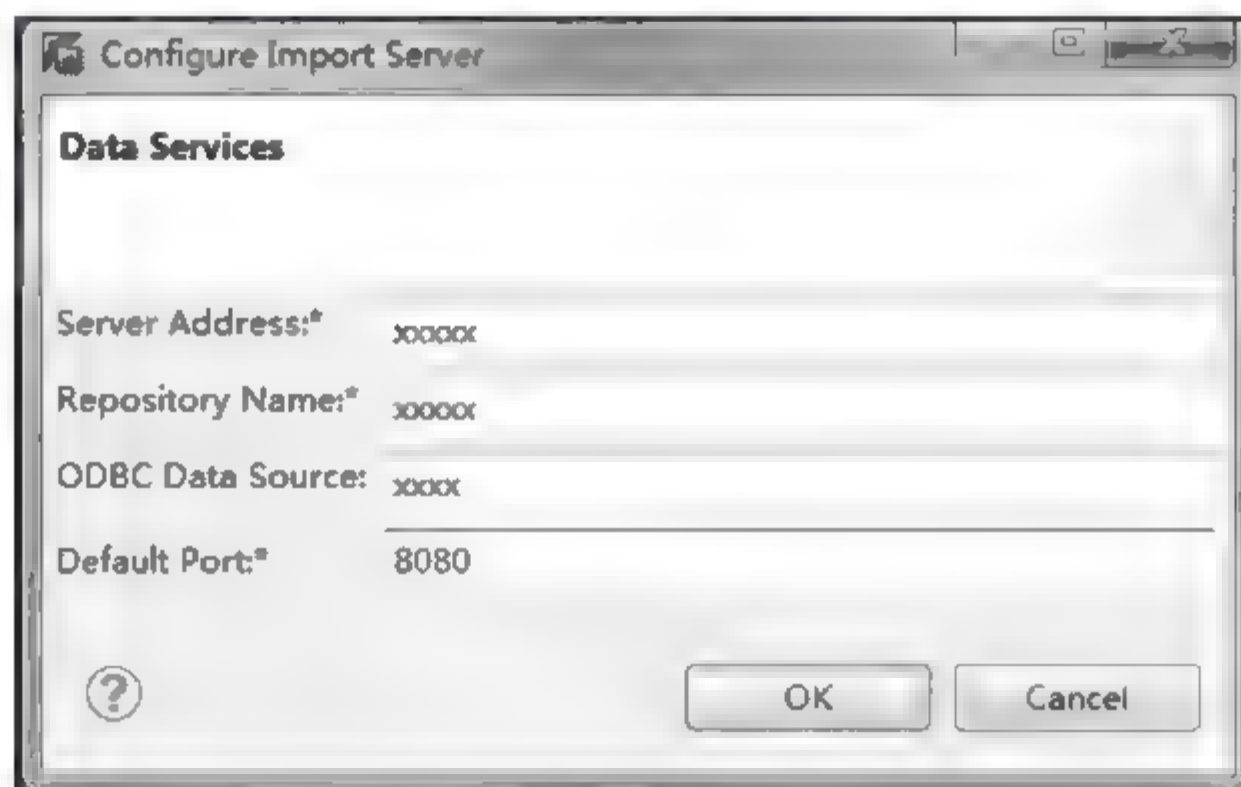 Configure Import Server
Data Services
Server Address:* xxxxx
Repository Name:* xxxxx
ODBC Data Source: xxxx
Default Port:* 8080
? OK Cancel